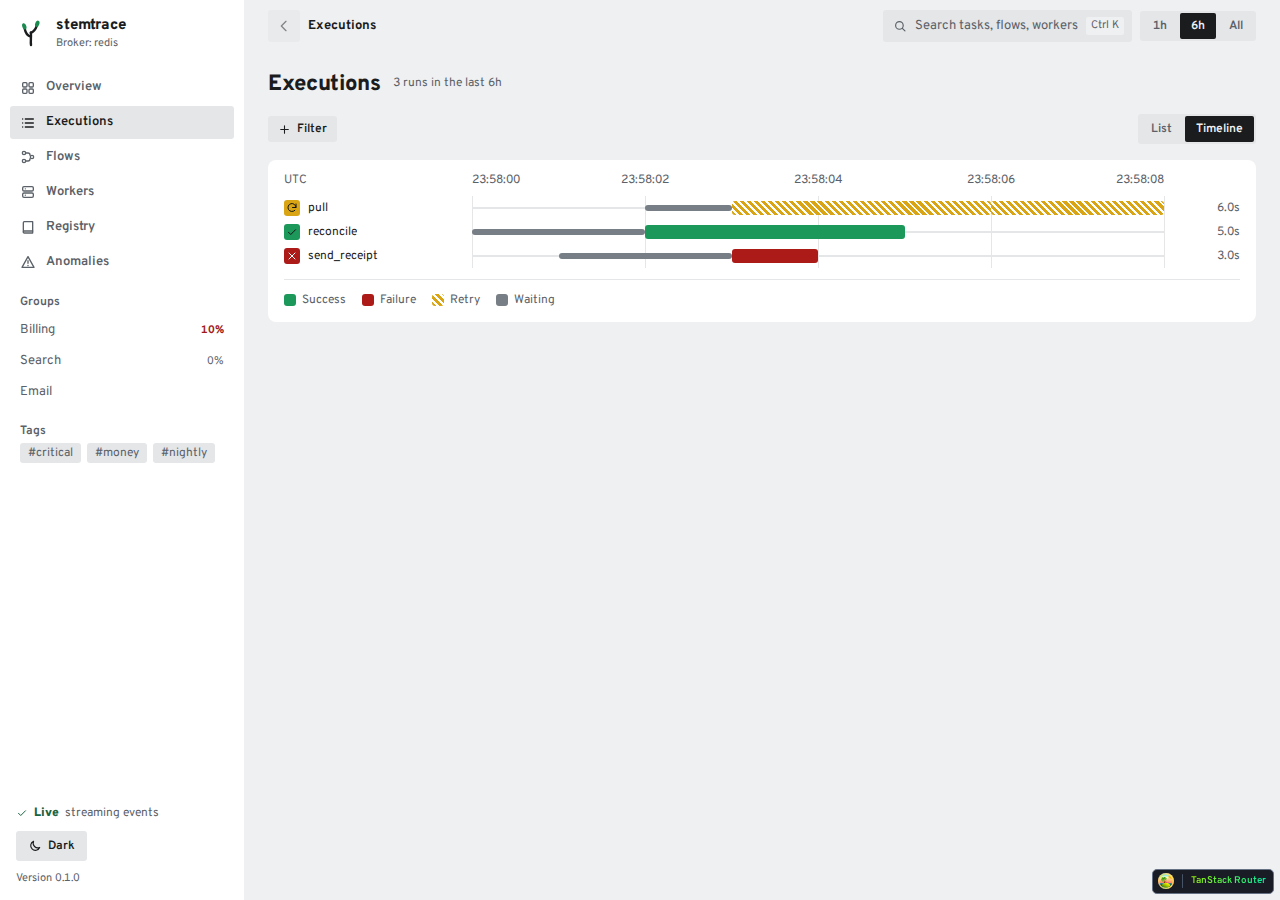 stemtrace
Broker: redis
Overview
Executions
Flows
Workers
Registry
Anomalies
Groups
Billing 10%
Search 0%
Email
Tags
#critical #money #nightly
Live streaming events
Dark
Version 0.1.0
Executions
Search tasks, flows, workers Ctrl K
1h 6h All
Executions 3 runs in the last 6h
Filter
List Timeline
UTC 23:58:00 23:58:02 23:58:04 23:58:06 23:58:08
pull 6.0s
reconcile 5.0s
send_receipt 3.0s
Success Failure Retry Waiting
TanStack Router